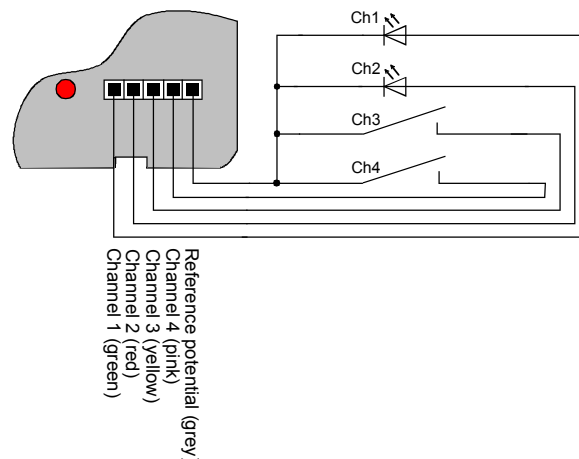 Ch1
Ch2
Ch3
Ch4
Reference potential (grey)
Channel 4 (pink)
Channel 3 (yellow)
Channel 2 (red)
Channel 1 (green)